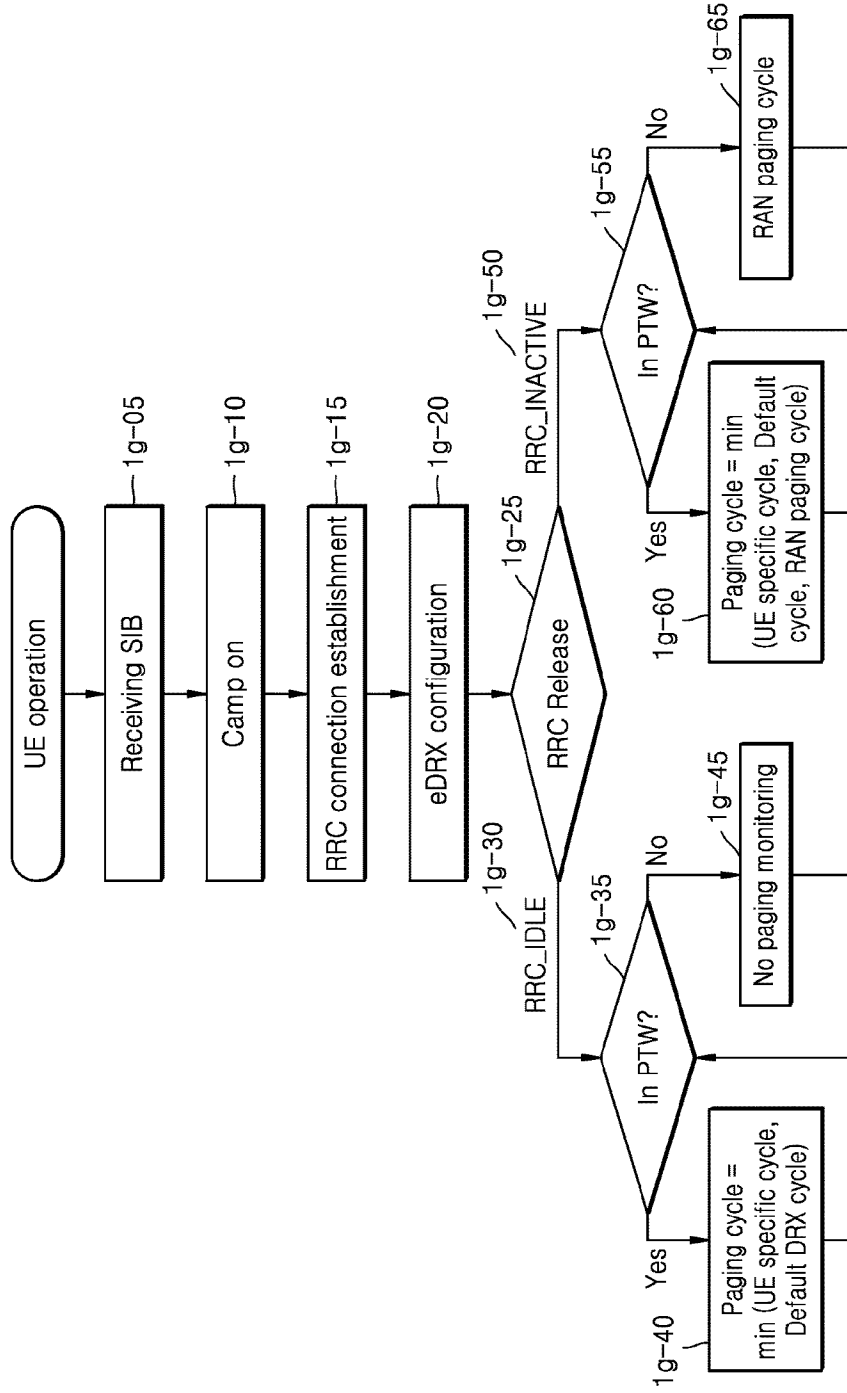 UE operation
Receiving SIB
1g-05
Camp on
1g-10
RRC connection establishment
1g-15
eDRX configuration
1g-20
RRC Release
1g-25
RRC_IDLE
1g-30
In PTW?
1g-35
Yes
No
Paging cycle =
min (UE specific cycle,
Default DRX cycle)
1g-40
No paging monitoring
1g-45
RRC_INACTIVE
1g-50
In PTW?
1g-55
Yes
No
Paging cycle = min
(UE specific cycle, Default
cycle, RAN paging cycle)
1g-60
RAN paging cycle
1g-65